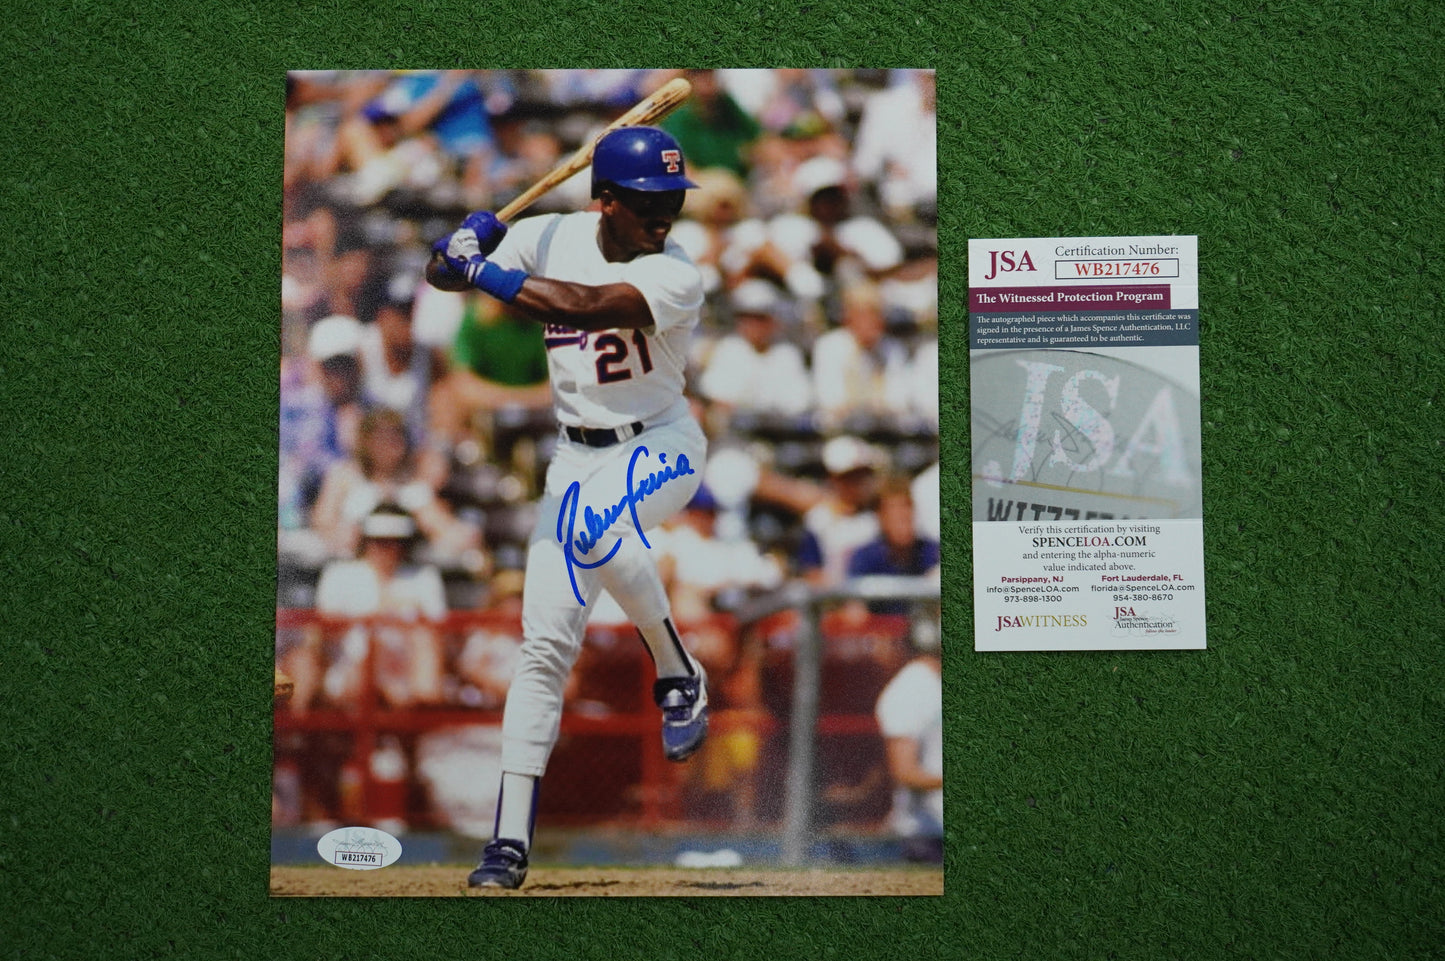 T
21
Ruben Sierra
WB217476
JSA
Certification Number:
WB217476
The Witnessed Protection Program
The autographed piece which accompanies this certificate was
signed in the presence of a James Spence Authentication, LLC
representative and is guaranteed to be authentic.
JSA
Verify this certification by visiting
SPENCELOA.COM
and entering the alpha-numeric
value indicated above.
Parsippany, NJ
info@SpenceLOA.com
973-898-1300
Fort Lauderdale, FL
florida@SpenceLOA.com
954-380-8670
JSAWITNESS
JSA
James Spence
Authentication